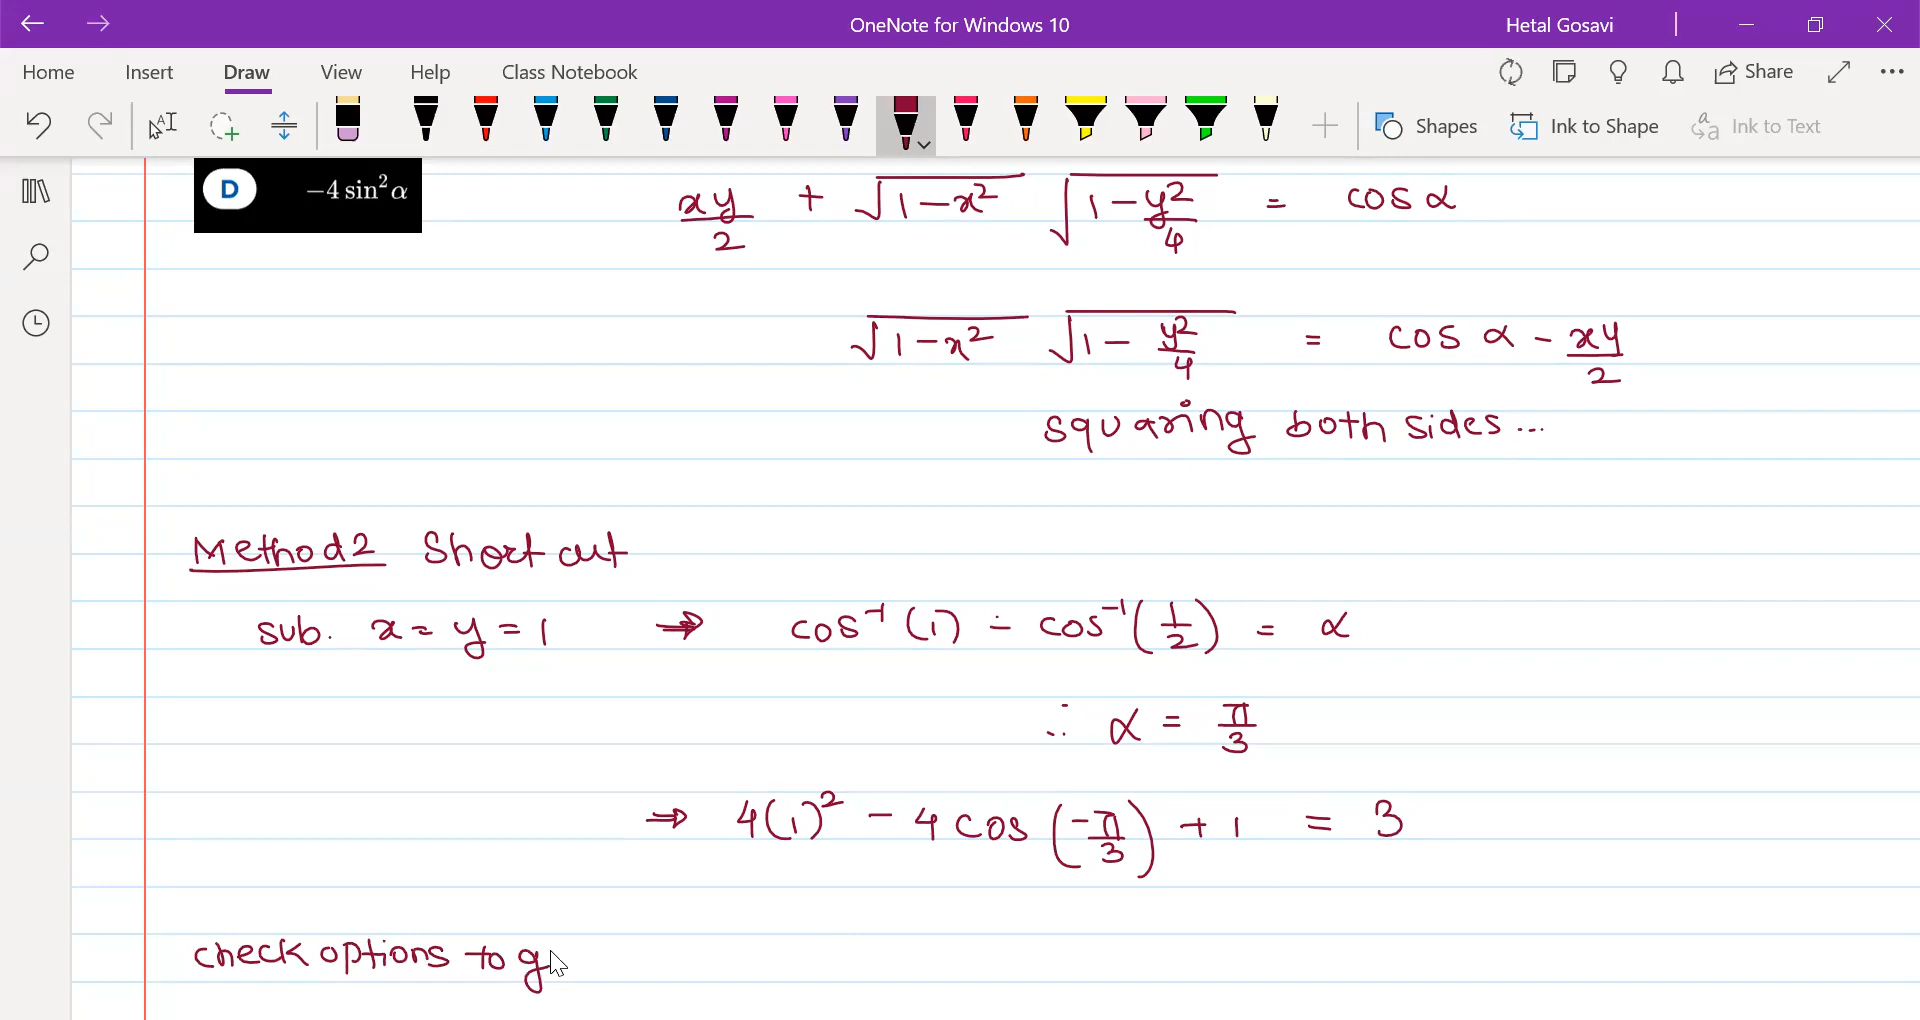 OneNote for Windows 10
Hetal Gosavi
Home Insert Draw View Help Class Notebook Share
Shapes Ink to Shape Ink to Text
D −4 sin² α
xy/2 + √1−x² √1−y²/4 = cos α
√1−x² √1−y²/4 = cos α − xy/2
squaring both sides...
Method 2 Short cut
sub. x = y = 1 ⇒ cos⁻¹(1) − cos⁻¹(1/2) = α
∴ α = π/3
⇒ 4(1)² − 4 cos(−π/3) + 1 = 3
check options to g